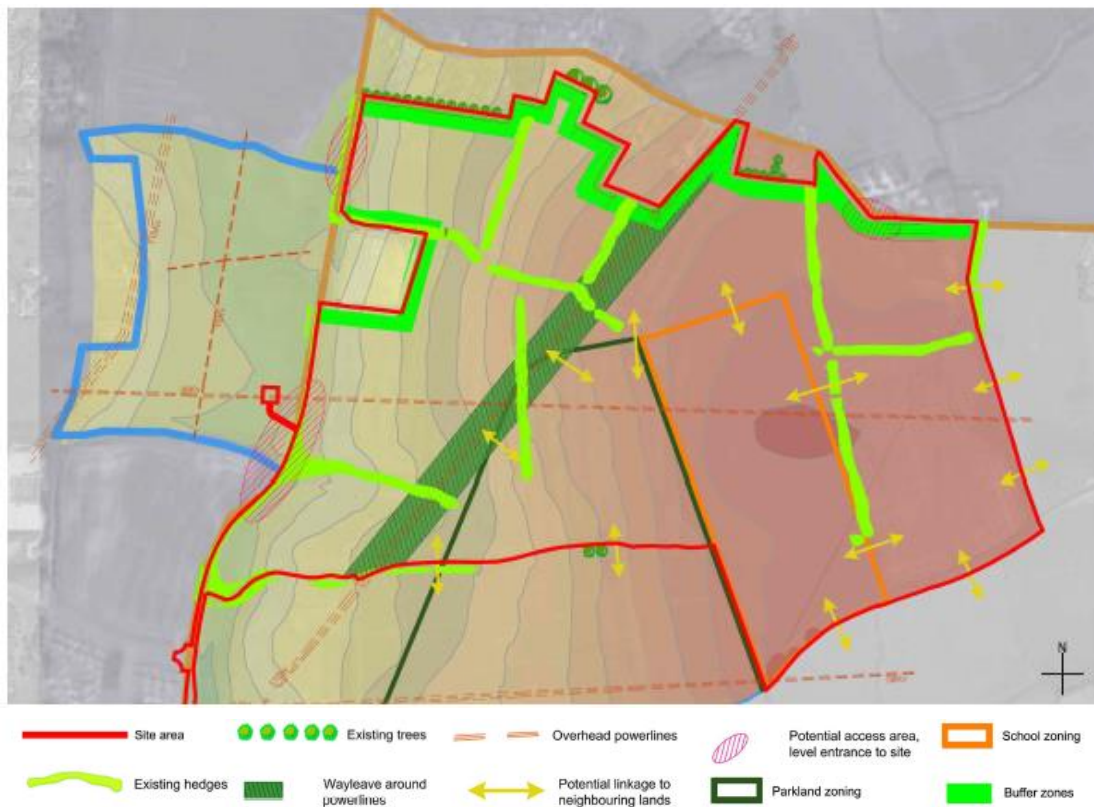 N
Site area
Existing trees
Overhead powerlines
Potential access area,
level entrance to site
School zoning
Existing hedges
Wayleave around
powerlines
Potential linkage to
neighbouring lands
Parkland zoning
Buffer zones